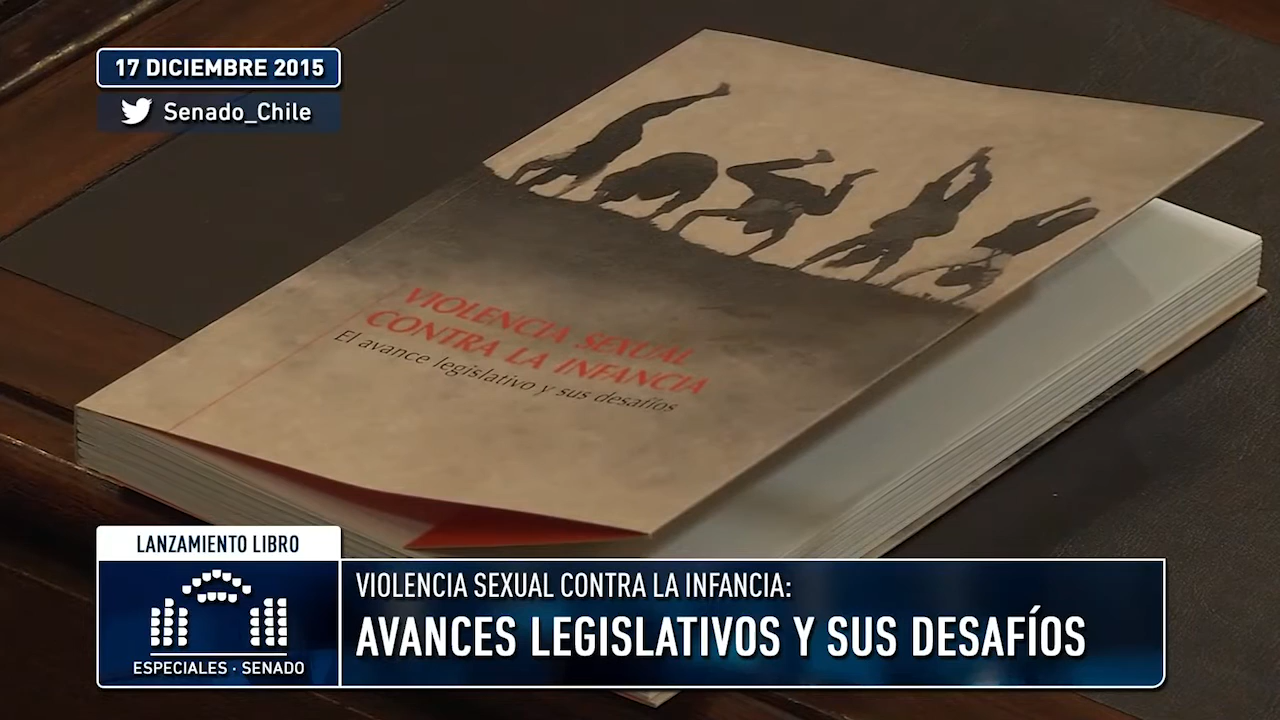 17 DICIEMBRE 2015
Senado_Chile
VIOLENCIA SEXUAL
CONTRA LA INFANCIA
El avance legislativo y sus desafíos
LANZAMIENTO LIBRO
ESPECIALES · SENADO
VIOLENCIA SEXUAL CONTRA LA INFANCIA:
AVANCES LEGISLATIVOS Y SUS DESAFÍOS